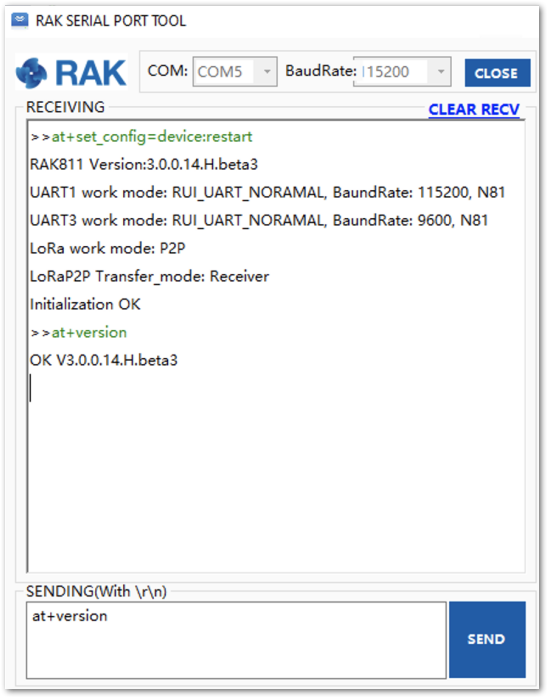 RAK SERIAL PORT TOOL
RAK COM: COM5 BaudRate: 115200 CLOSE
RECEIVING CLEAR RECV
>>at+set_config=device:restart
RAK811 Version:3.0.0.14.H.beta3
UART1 work mode: RUI_UART_NORAMAL, BaundRate: 115200, N81
UART3 work mode: RUI_UART_NORAMAL, BaundRate: 9600, N81
LoRa work mode: P2P
LoRaP2P Transfer_mode: Receiver
Initialization OK
>>at+version
OK V3.0.0.14.H.beta3
SENDING(With \r\n)
at+version
SEND